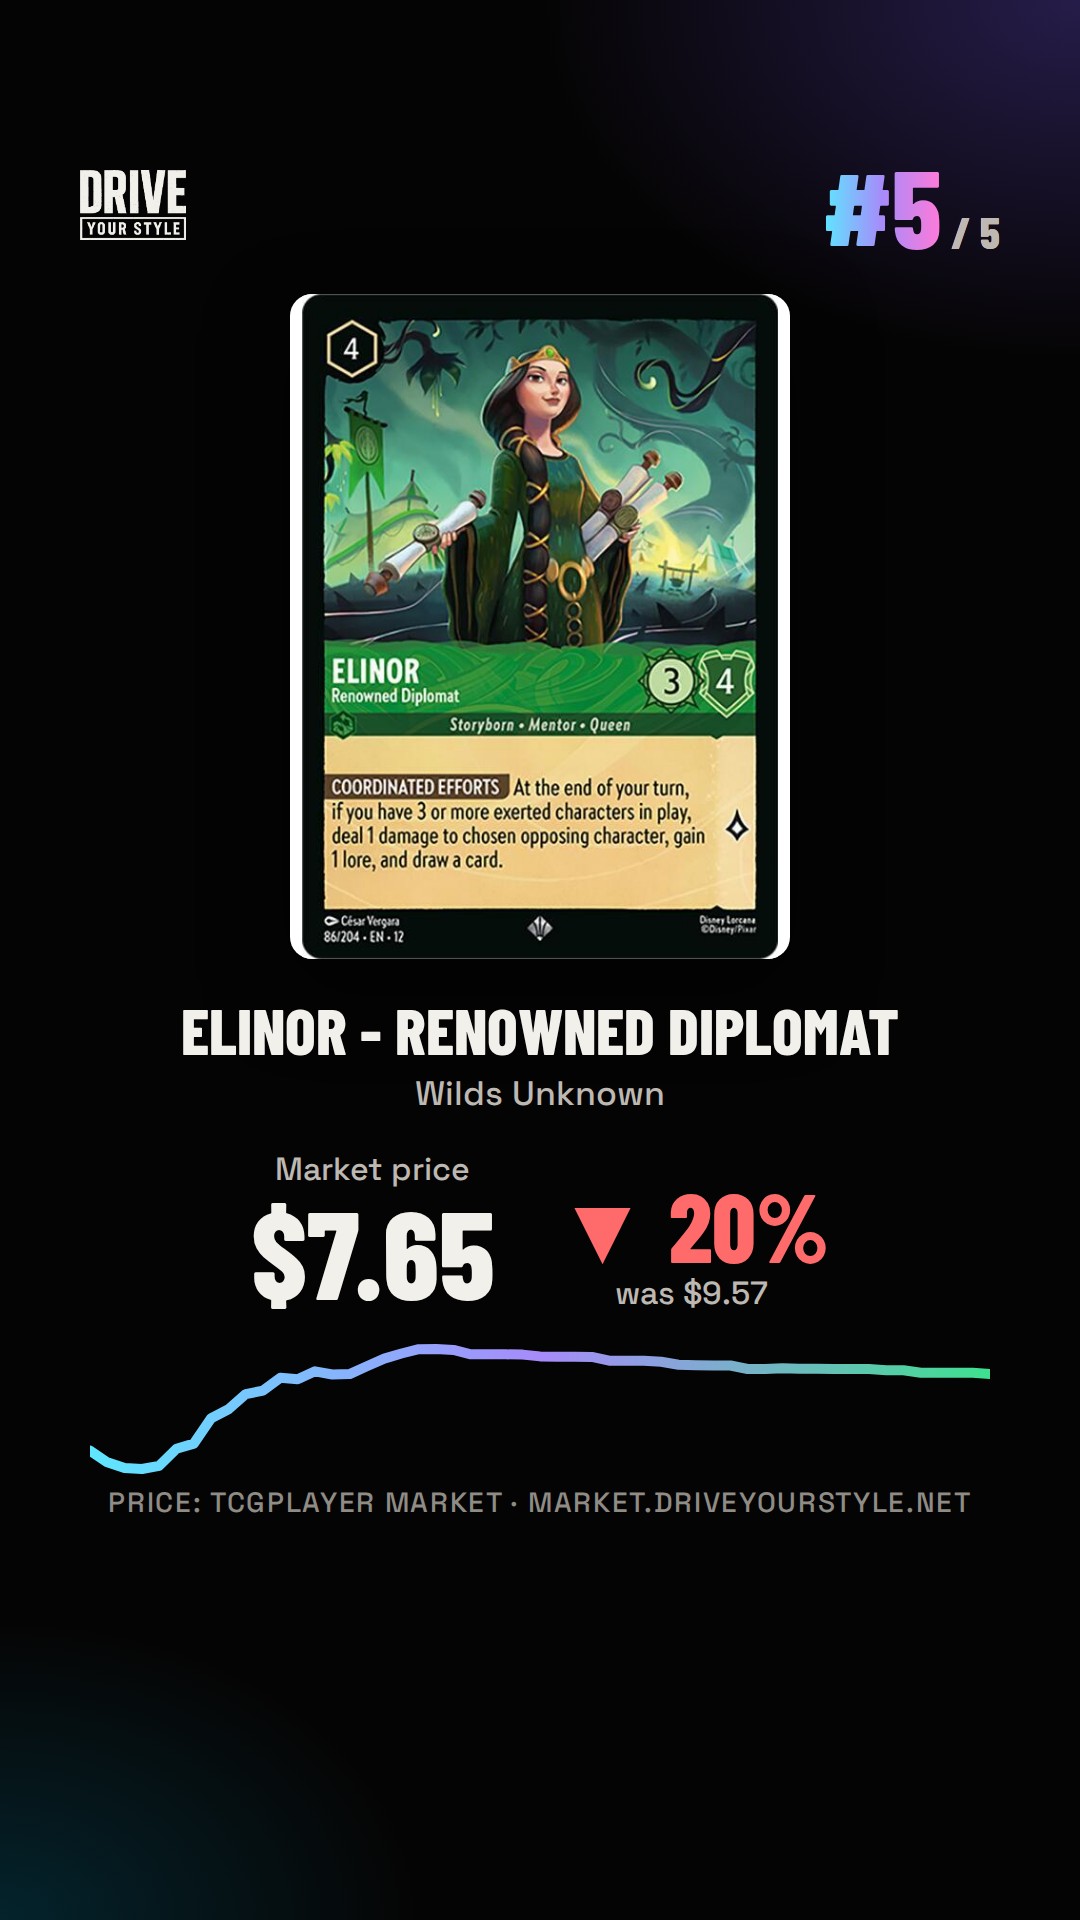 DRIVE
YOUR STYLE
#5 / 5
4
ELINOR
Renowned Diplomat
3 4
Storyborn • Mentor • Queen
COORDINATED EFFORTS At the end of your turn,
if you have 3 or more exerted characters in play,
deal 1 damage to chosen opposing character, gain
1 lore, and draw a card.
César Vergara
86/204 • EN • 12
Disney Lorcana
©Disney/Pixar
ELINOR - RENOWNED DIPLOMAT
Wilds Unknown
Market price
$7.65
▼ 20%
was $9.57
PRICE: TCGPLAYER MARKET · MARKET.DRIVEYOURSTYLE.NET